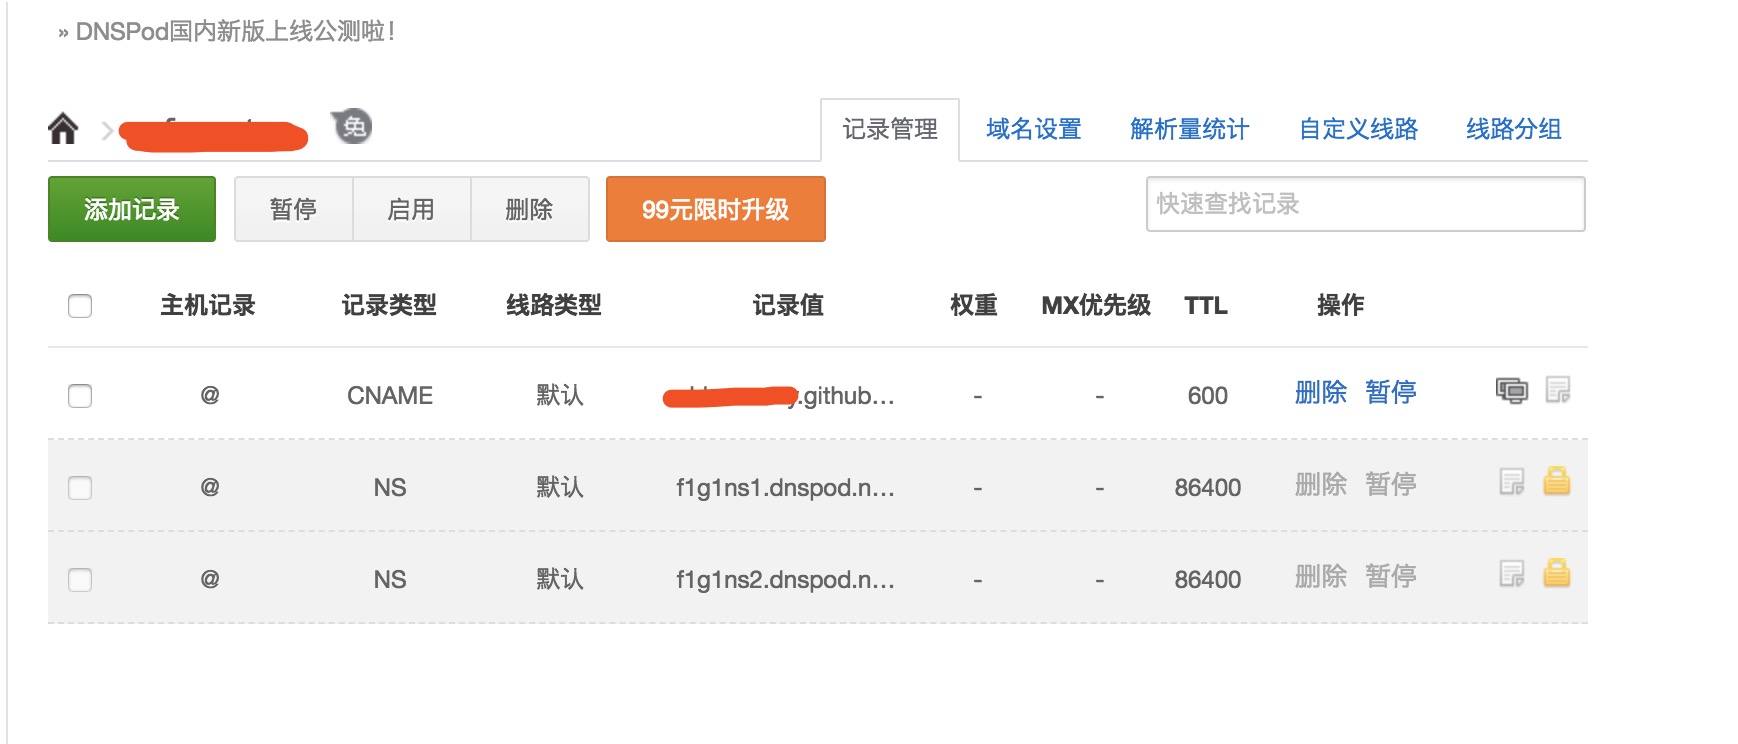 » DNSPod国内新版上线公测啦！
免
记录管理 域名设置 解析量统计 自定义线路 线路分组
添加记录 暂停 启用 删除 99元限时升级 快速查找记录
主机记录 记录类型 线路类型 记录值 权重 MX优先级 TTL 操作
@ CNAME 默认 y.github... - - 600 删除 暂停
@ NS 默认 f1g1ns1.dnspod.n... - - 86400 删除 暂停
@ NS 默认 f1g1ns2.dnspod.n... - - 86400 删除 暂停